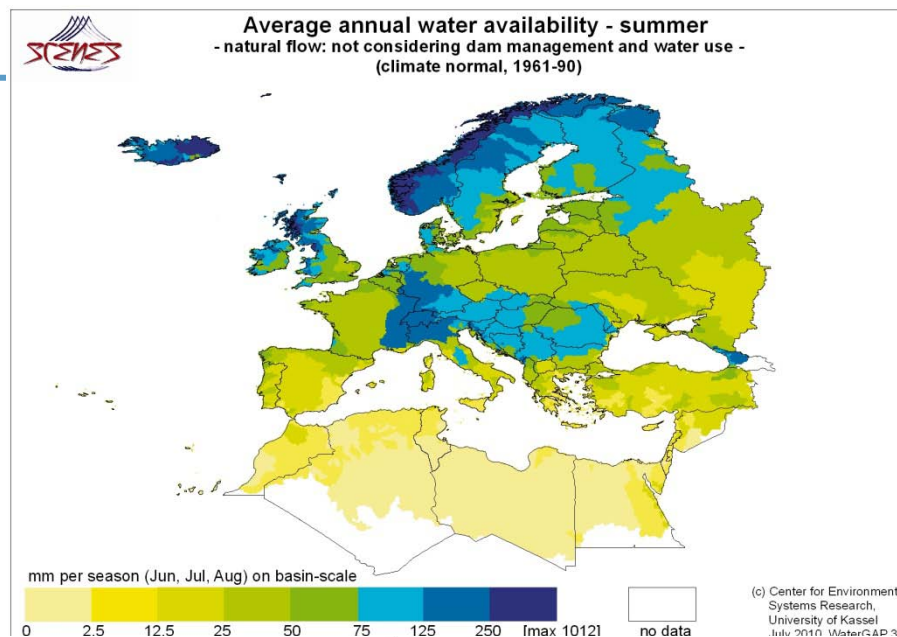 SCENES
Average annual water availability - summer
- natural flow: not considering dam management and water use -
(climate normal, 1961-90)
mm per season (Jun, Jul, Aug) on basin-scale
0 2.5 12.5 25 50 75 125 250 [max 1012]
no data
(c) Center for Environment
Systems Research,
University of Kassel
July 2010, WaterGAP 3